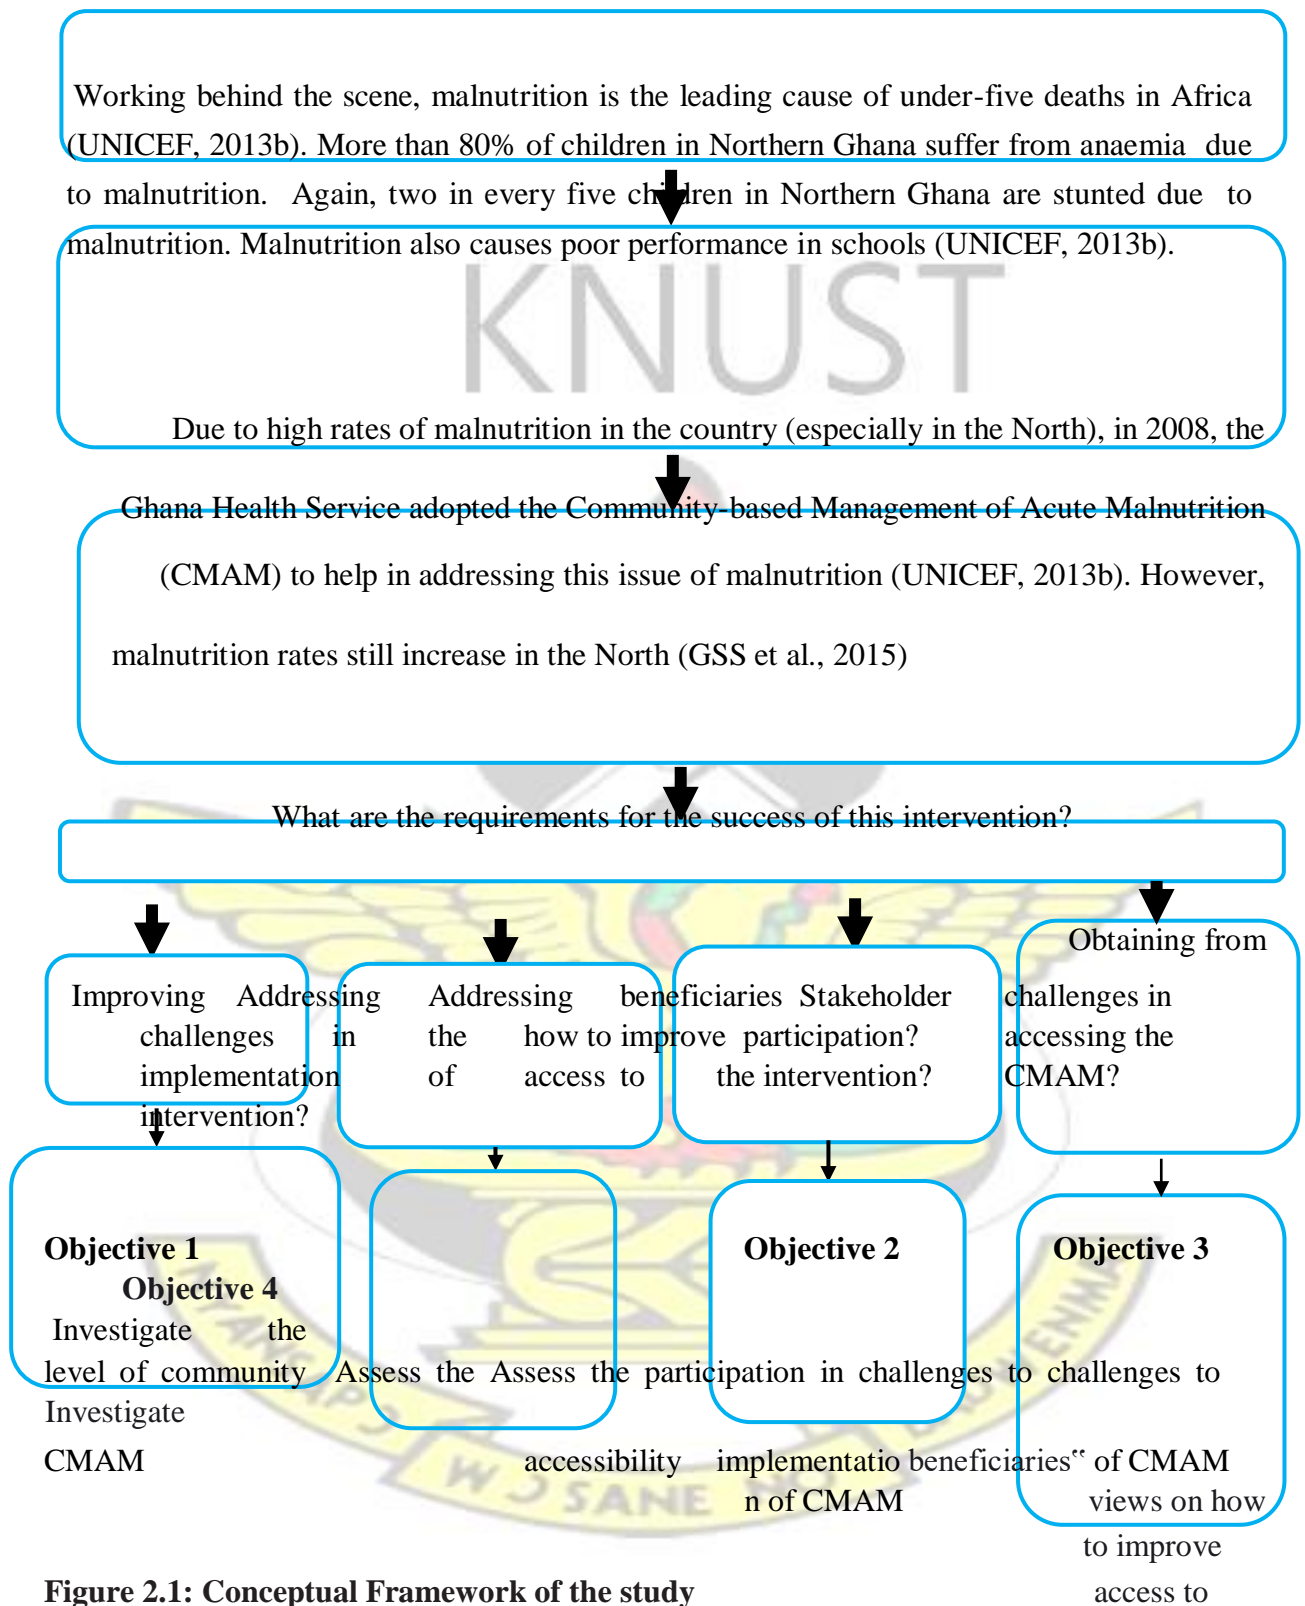 Working behind the scene, malnutrition is the leading cause of under-five deaths in Africa
(UNICEF, 2013b). More than 80% of children in Northern Ghana suffer from anaemia due
to malnutrition. Again, two in every five children in Northern Ghana are stunted due to
malnutrition. Malnutrition also causes poor performance in schools (UNICEF, 2013b).
KNUST
Due to high rates of malnutrition in the country (especially in the North), in 2008, the
Ghana Health Service adopted the Community-based Management of Acute Malnutrition
(CMAM) to help in addressing this issue of malnutrition (UNICEF, 2013b). However,
malnutrition rates still increase in the North (GSS et al., 2015)
What are the requirements for the success of this intervention?
Obtaining from
Improving Addressing Addressing beneficiaries Stakeholder challenges in
challenges in the how to improve participation? accessing the
implementation of access to the intervention? CMAM?
intervention?
Objective 1 Objective 2 Objective 3
Objective 4
Investigate the
level of community Assess the Assess the participation in challenges to challenges to
Investigate
CMAM accessibility implementatio beneficiaries‟ of CMAM
n of CMAM views on how
to improve
Figure 2.1: Conceptual Framework of the study access to
W J SANE NO